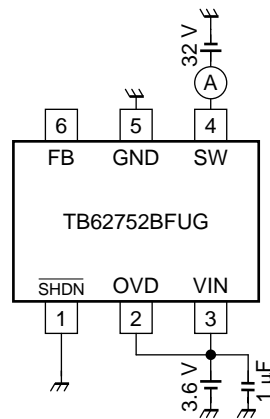 32 V
A
6 5 4
FB GND SW
TB62752BFUG
SHDN OVD VIN
1 2 3
3.6 V
1 μF